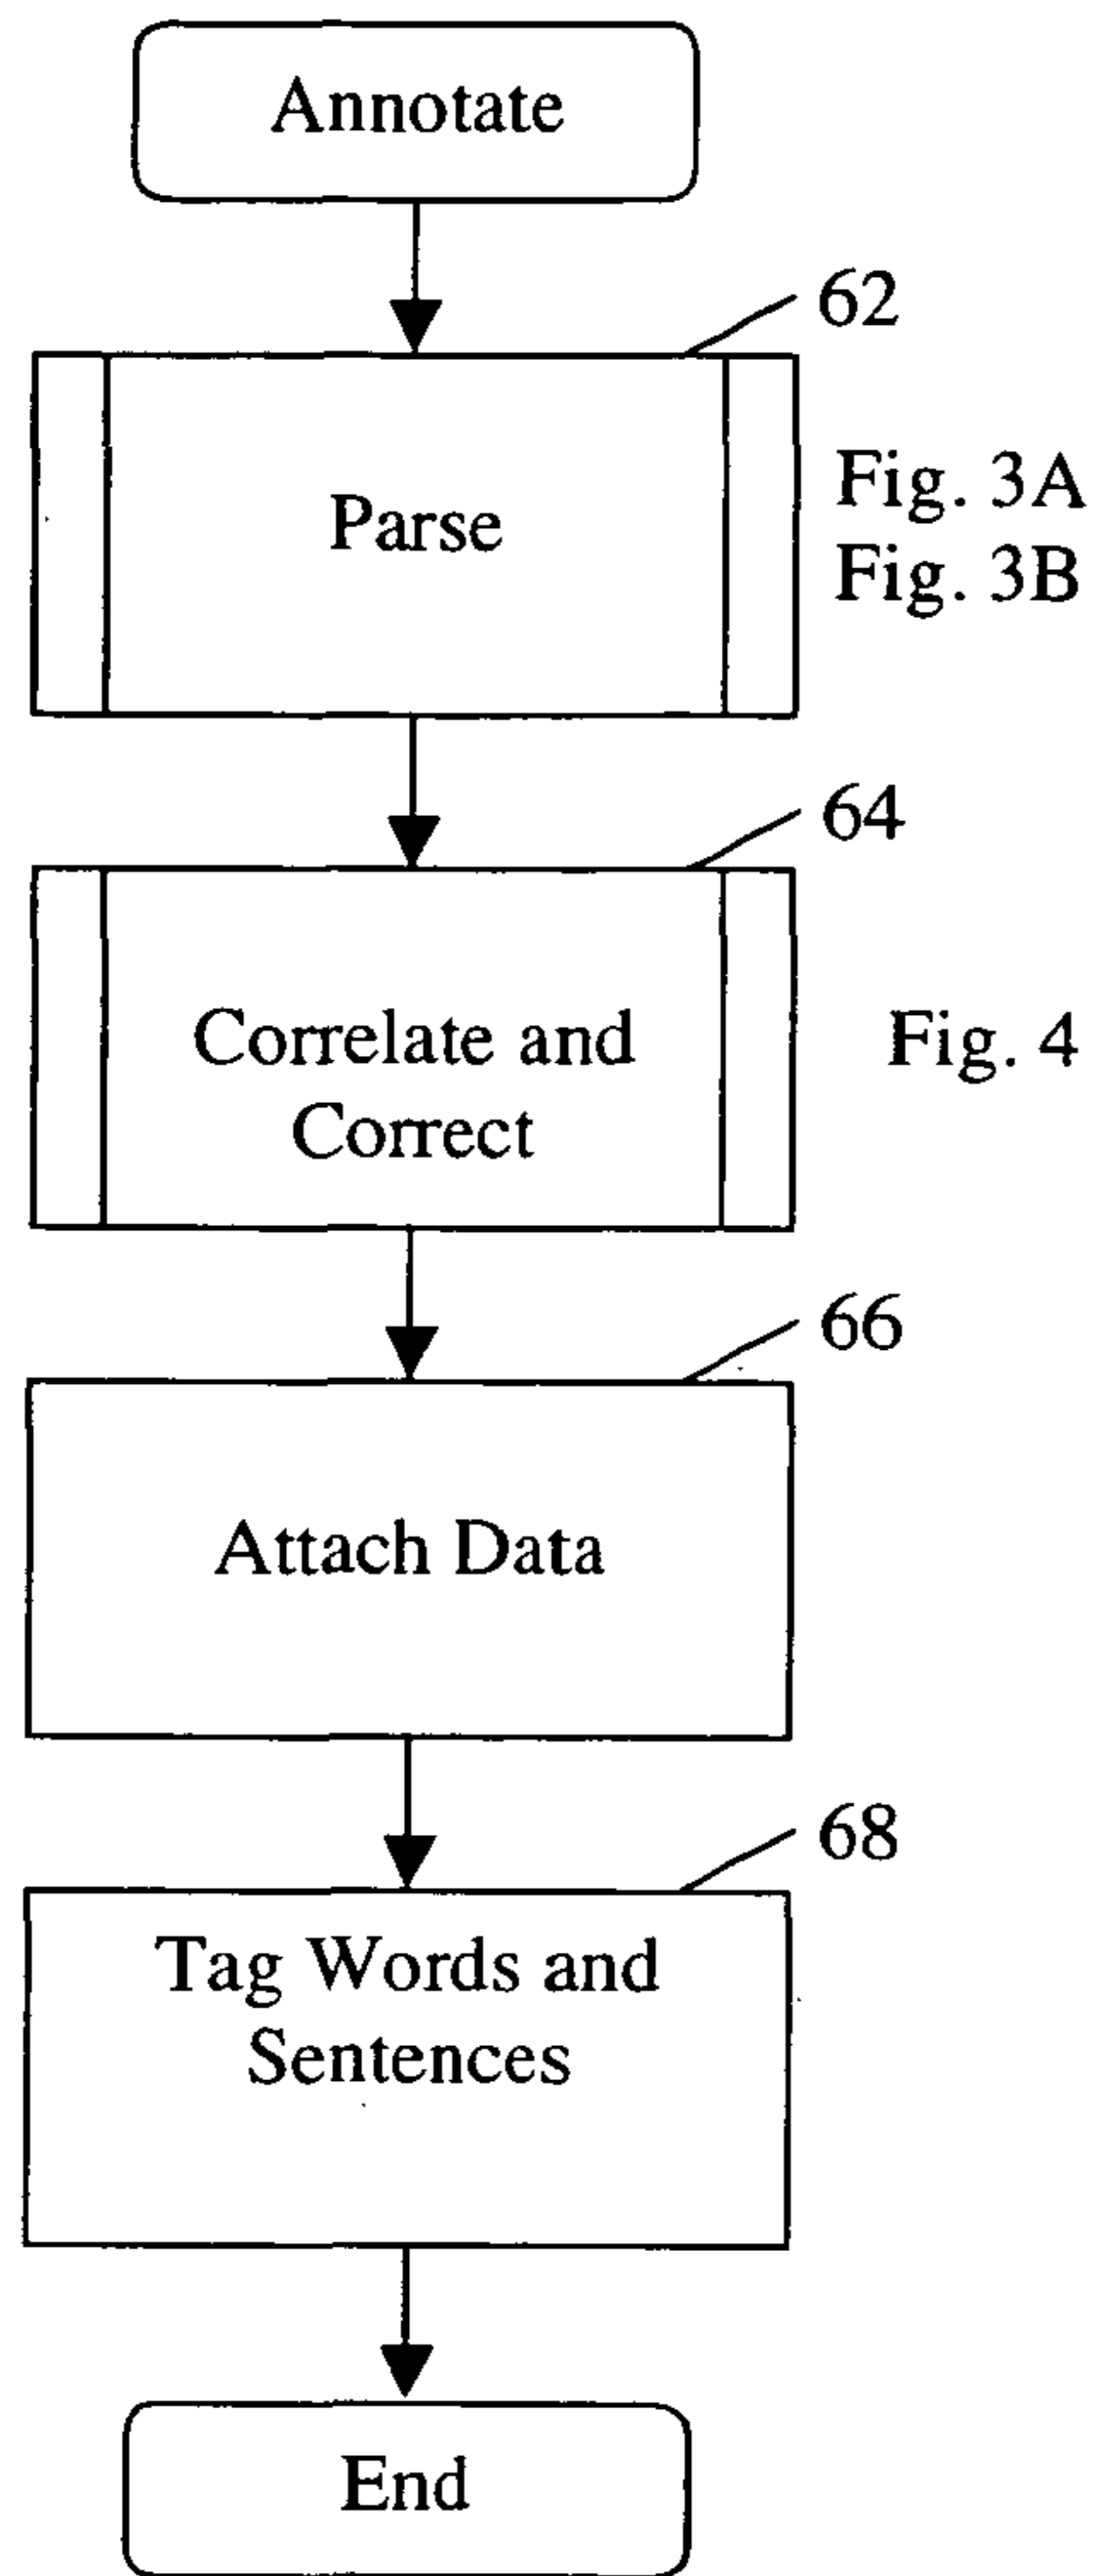 Annotate
62
Parse
Fig. 3A
Fig. 3B
64
Correlate and
Correct
Fig. 4
66
Attach Data
68
Tag Words and
Sentences
End